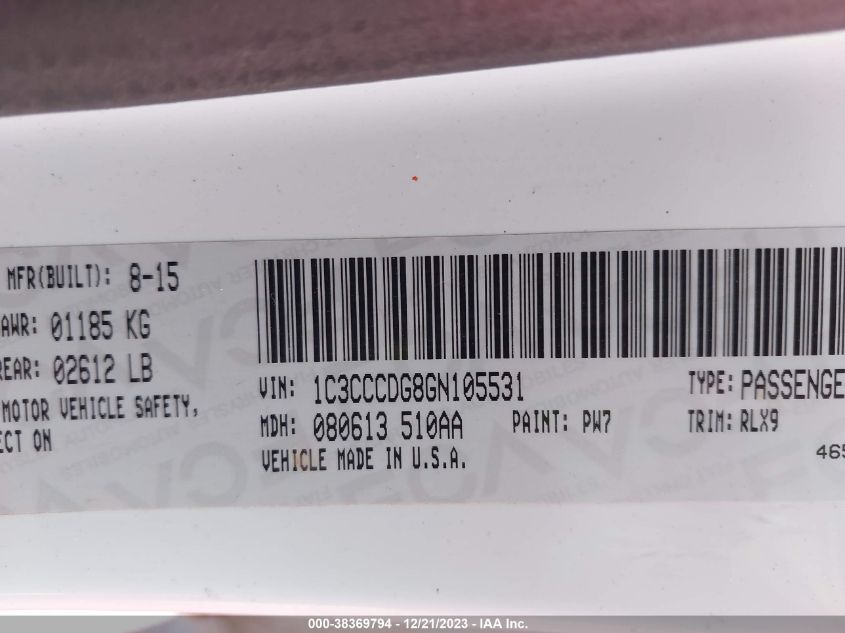 MFR(BUILT): 8-15
AWR: 01185 KG
REAR: 02612 LB
MOTOR VEHICLE SAFETY,
ECT ON
VIN: 1C3CCCDG8GN105531
TYPE: PASSENGE
MDH: 080613 510AA
PAINT: PW7
TRIM: RLX9
VEHICLE MADE IN U.S.A.
465
000-38369794 - 12/21/2023 - IAA Inc.